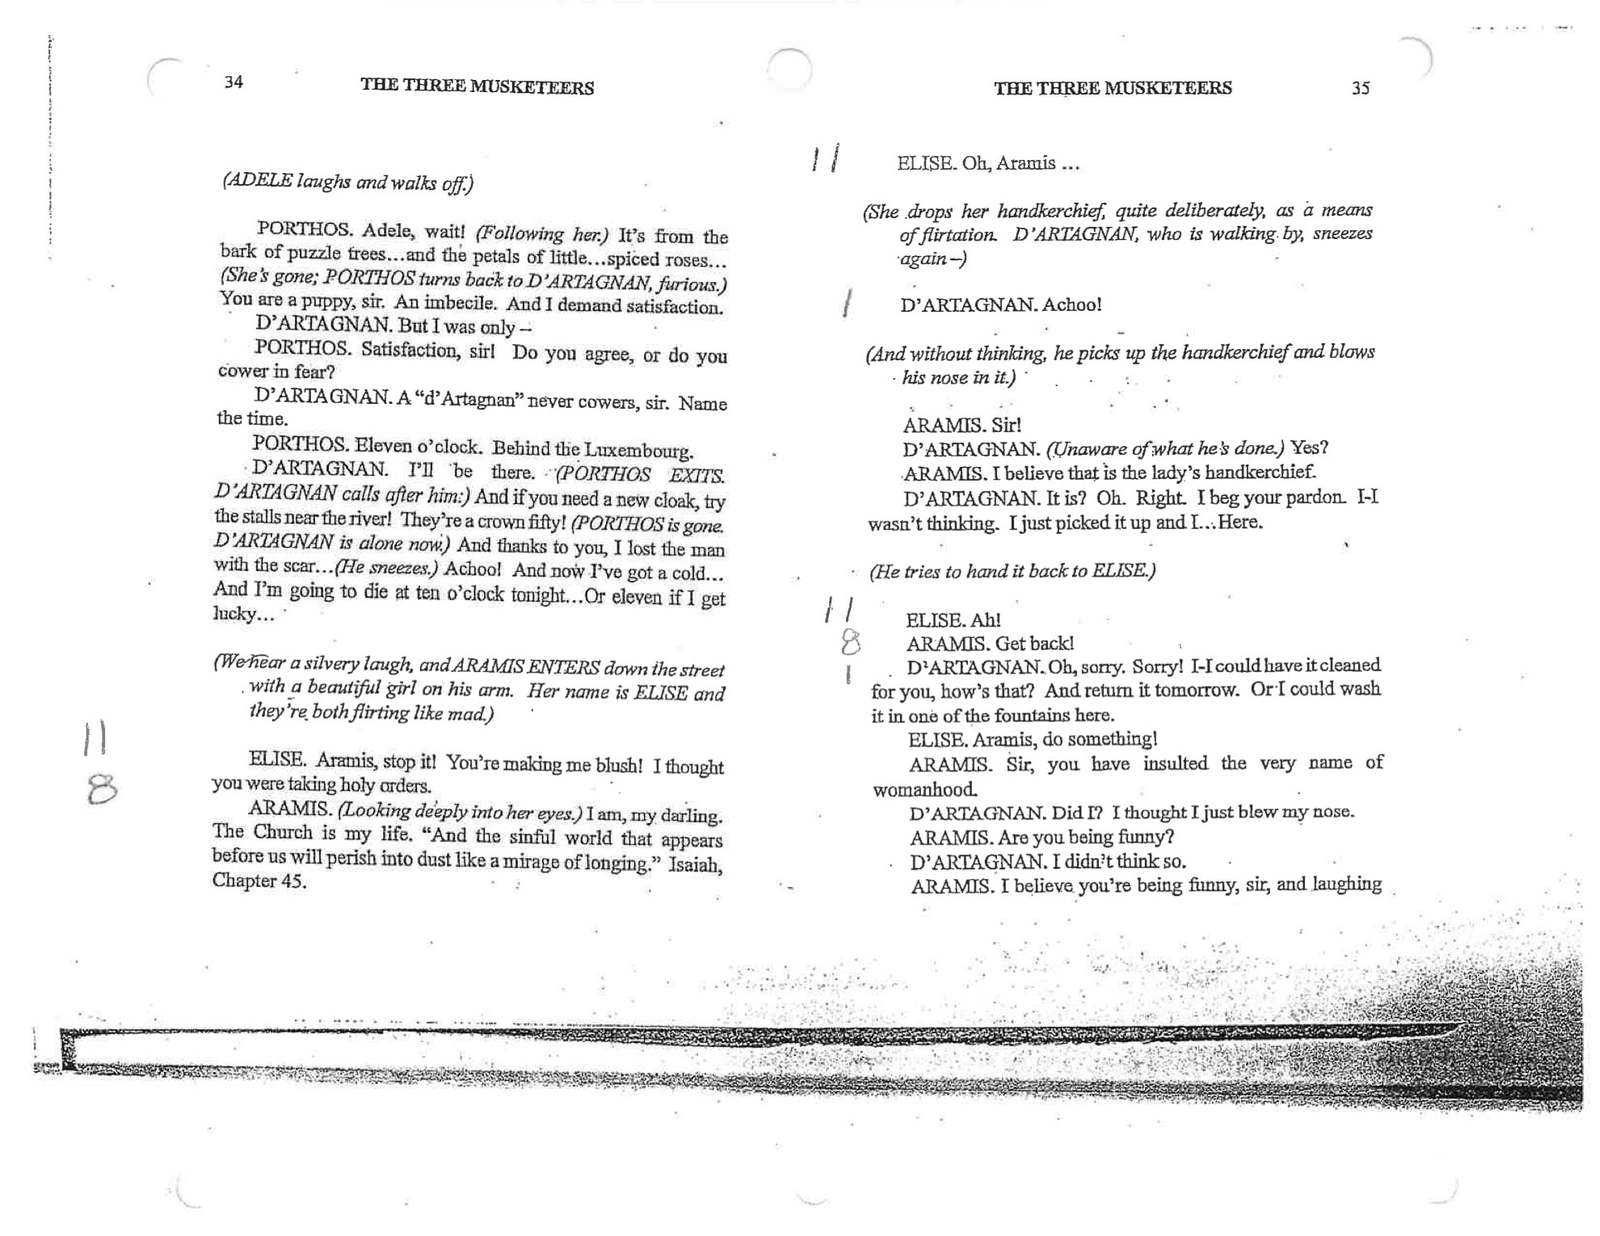 34
THE THREE MUSKETEERS
(ADELE laughs and walks off.)
PORTHOS. Adele, wait! (Following her.) It's from the
bark of puzzle trees...and the petals of little...spiced roses...
(She's gone; PORTHOS turns back to D'ARTAGNAN, furious.)
You are a puppy, sir. An imbecile. And I demand satisfaction.
D'ARTAGNAN. But I was only –
PORTHOS. Satisfaction, sir! Do you agree, or do you
cower in fear?
D'ARTAGNAN. A “d'Artagnan” never cowers, sir. Name
the time.
PORTHOS. Eleven o'clock. Behind the Luxembourg.
D'ARTAGNAN. I'll be there. (PORTHOS EXITS.
D'ARTAGNAN calls after him:) And if you need a new cloak, try
the stalls near the river! They're a crown fifty! (PORTHOS is gone.
D'ARTAGNAN is alone now.) And thanks to you, I lost the man
with the scar...(He sneezes.) Achoo! And now I've got a cold...
And I'm going to die at ten o'clock tonight...Or eleven if I get
lucky...
(We hear a silvery laugh, and ARAMIS ENTERS down the street
with a beautiful girl on his arm. Her name is ELISE and
they're both flirting like mad.)
11
ELISE. Aramis, stop it! You're making me blush! I thought
you were taking holy orders.
8
ARAMIS. (Looking deeply into her eyes.) I am, my darling.
The Church is my life. “And the sinful world that appears
before us will perish into dust like a mirage of longing.” Isaiah,
Chapter 45.
THE THREE MUSKETEERS
35
11
ELISE. Oh, Aramis ...
(She drops her handkerchief, quite deliberately, as a means
of flirtation. D'ARTAGNAN, who is walking by, sneezes
again –)
1
D'ARTAGNAN. Achoo!
(And without thinking, he picks up the handkerchief and blows
his nose in it.)
ARAMIS. Sir!
D'ARTAGNAN. (Unaware of what he's done.) Yes?
ARAMIS. I believe that is the lady's handkerchief.
D'ARTAGNAN. It is? Oh. Right. I beg your pardon. I-I
wasn't thinking. I just picked it up and I...Here.
(He tries to hand it back to ELISE.)
11
ELISE. Ah!
8
ARAMIS. Get back!
1
D'ARTAGNAN. Oh, sorry. Sorry! I-I could have it cleaned
for you, how's that? And return it tomorrow. Or I could wash
it in one of the fountains here.
ELISE. Aramis, do something!
ARAMIS. Sir, you have insulted the very name of
womanhood.
D'ARTAGNAN. Did I? I thought I just blew my nose.
ARAMIS. Are you being funny?
D'ARTAGNAN. I didn't think so.
ARAMIS. I believe you're being funny, sir, and laughing